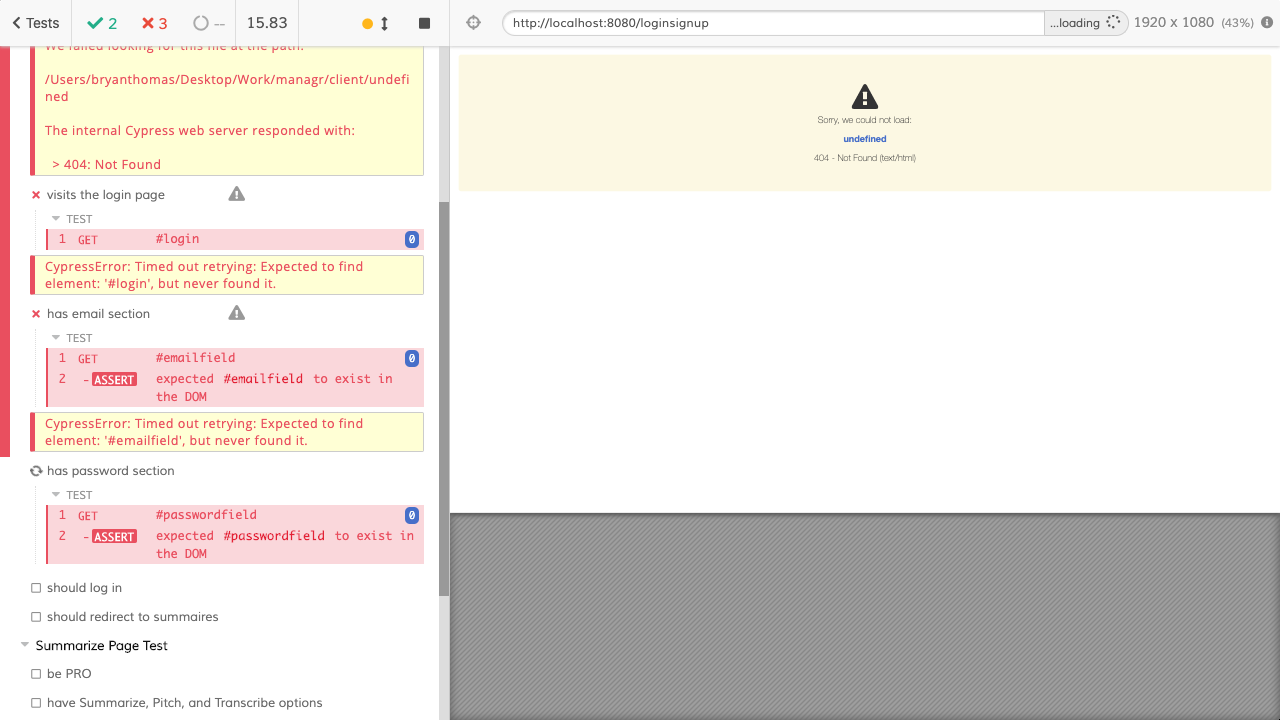 Tests
2
3
--
15.83
http://localhost:8080/loginsignup
...loading
1920 x 1080 (43%)
We failed looking for this file at the path:
/Users/bryanthomas/Desktop/Work/managr/client/undefi
ned
The internal Cypress web server responded with:
> 404: Not Found
visits the login page
TEST
1 GET #login 0
CypressError: Timed out retrying: Expected to find
element: '#login', but never found it.
has email section
TEST
1 GET #emailfield 0
2 -ASSERT expected #emailfield to exist in
the DOM
CypressError: Timed out retrying: Expected to find
element: '#emailfield', but never found it.
has password section
TEST
1 GET #passwordfield 0
2 -ASSERT expected #passwordfield to exist in
the DOM
should log in
should redirect to summaires
Summarize Page Test
be PRO
have Summarize, Pitch, and Transcribe options
Sorry, we could not load:
undefined
404 - Not Found (text/html)